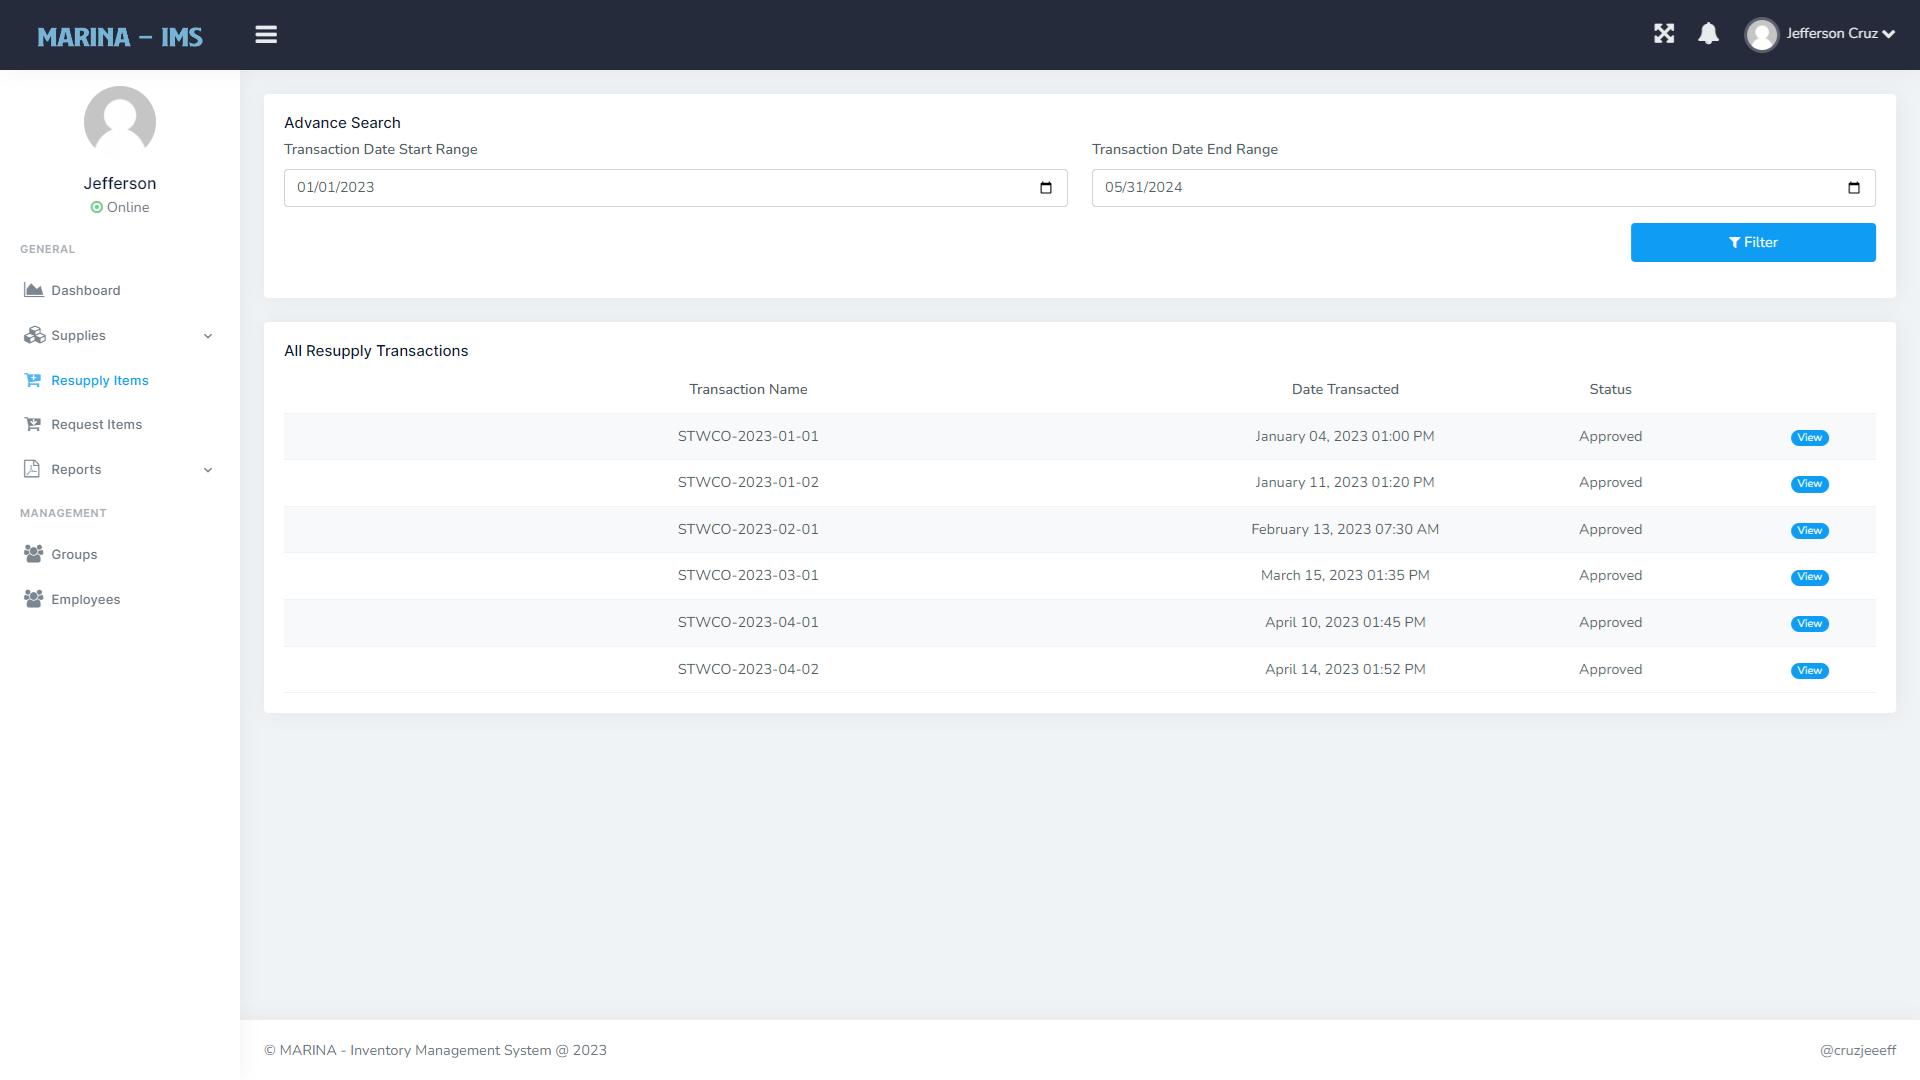 MARINA - IMS
Jefferson Cruz
Jefferson
Online
GENERAL
Dashboard
Supplies
Resupply Items
Request Items
Reports
MANAGEMENT
Groups
Employees
Advance Search
Transaction Date Start Range Transaction Date End Range
01/01/2023 05/31/2024
Filter
All Resupply Transactions
Transaction Name Date Transacted Status
STWCO-2023-01-01 January 04, 2023 01:00 PM Approved View
STWCO-2023-01-02 January 11, 2023 01:20 PM Approved View
STWCO-2023-02-01 February 13, 2023 07:30 AM Approved View
STWCO-2023-03-01 March 15, 2023 01:35 PM Approved View
STWCO-2023-04-01 April 10, 2023 01:45 PM Approved View
STWCO-2023-04-02 April 14, 2023 01:52 PM Approved View
© MARINA - Inventory Management System @ 2023 @cruzjeeeff